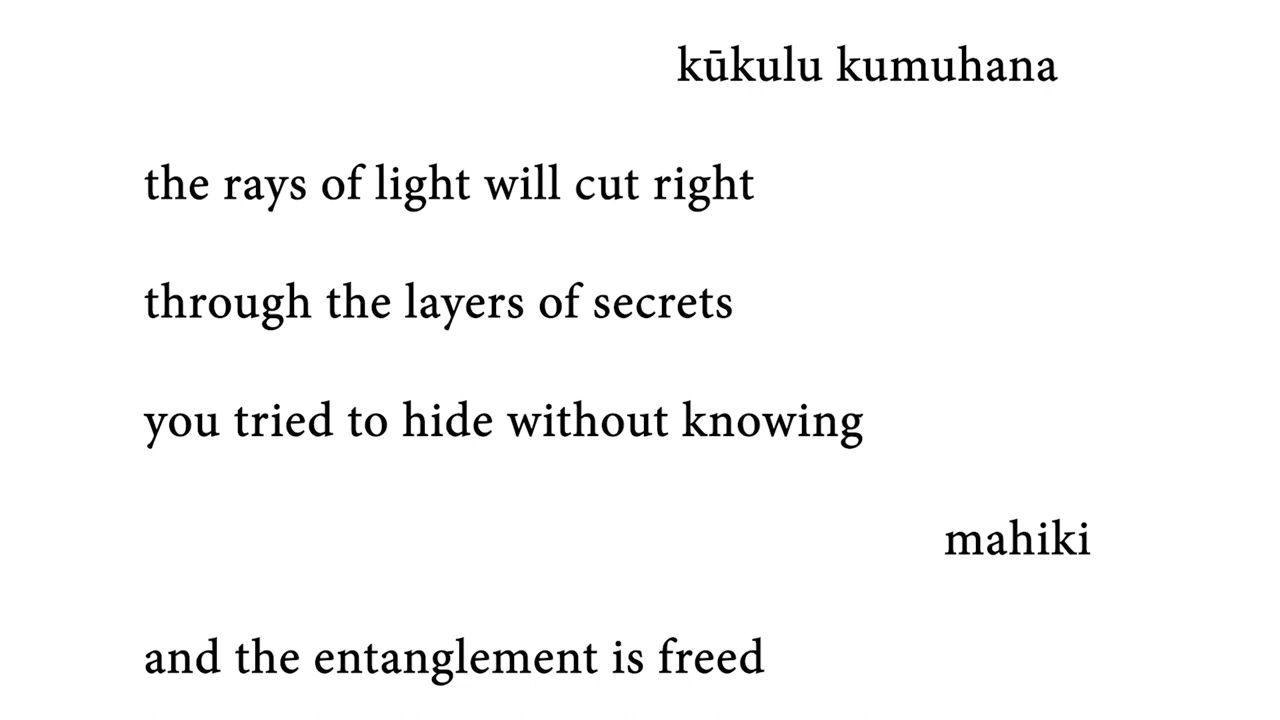 kūkulu kumuhana
the rays of light will cut right
through the layers of secrets
you tried to hide without knowing
mahiki
and the entanglement is freed